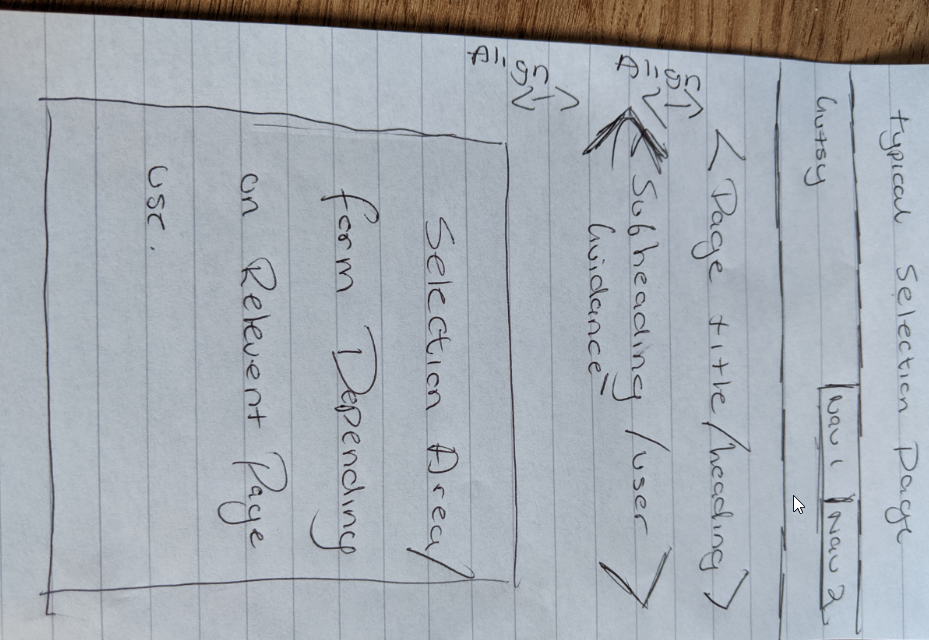 Typical Selection Page
Gutsy
Nav 1
Nav 2
<Page title/heading>
Align
<Subheading/user
Guidance>
Align
Selection Area/
form Depending
on Relevent Page
use.